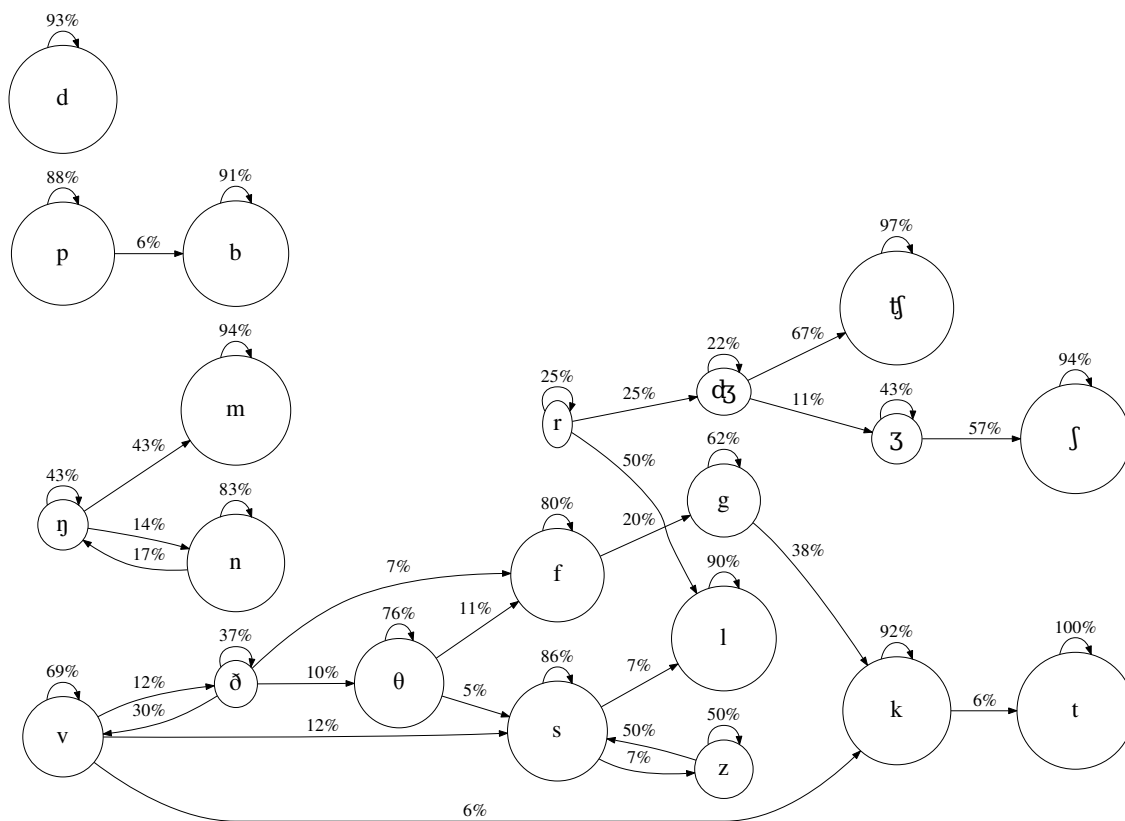 93%
d
88%
91%
p
6%
b
97%
ʧ
94%
m
67%
22%
25%
25%
ʤ
r
11%
43%
ʒ
57%
94%
ʃ
43%
50%
62%
g
43%
ŋ
14%
17%
83%
n
80%
f
20%
38%
7%
90%
l
11%
76%
θ
37%
ð
10%
5%
86%
s
7%
92%
k
6%
100%
t
69%
v
12%
30%
12%
50%
7%
50%
z
6%